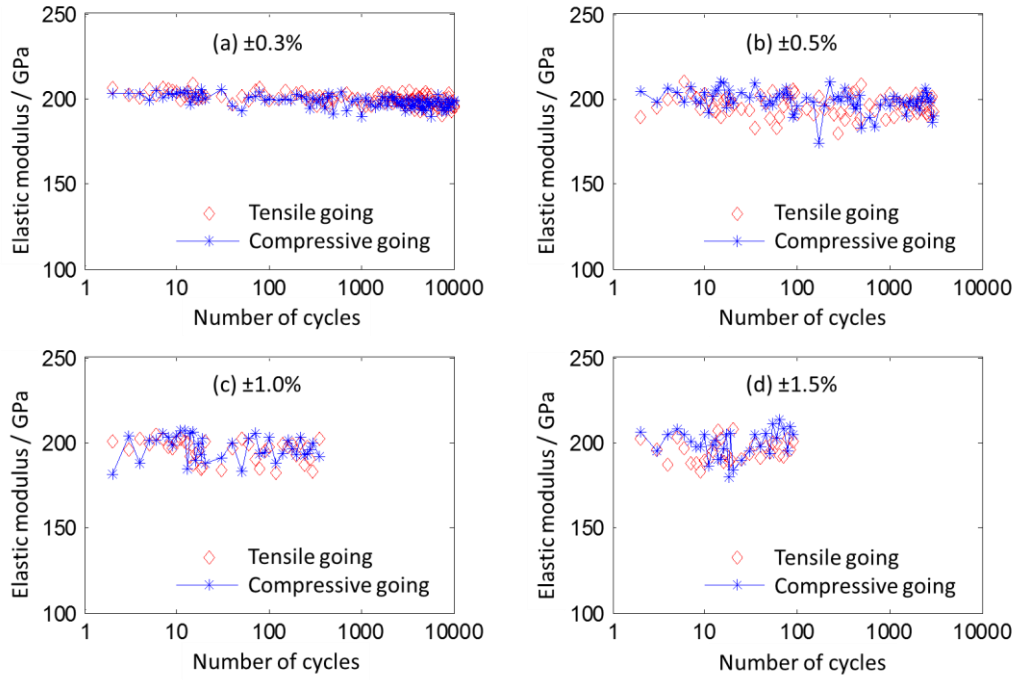 250
(a) ±0.3%
200
150
Tensile going
Compressive going
100
1 10 100 1000 10000
Elastic modulus / GPa
Number of cycles
250
(b) ±0.5%
200
150
Tensile going
Compressive going
100
1 10 100 1000 10000
Elastic modulus / GPa
Number of cycles
250
(c) ±1.0%
200
150
Tensile going
Compressive going
100
1 10 100 1000 10000
Elastic modulus / GPa
Number of cycles
250
(d) ±1.5%
200
150
Tensile going
Compressive going
100
1 10 100 1000 10000
Elastic modulus / GPa
Number of cycles